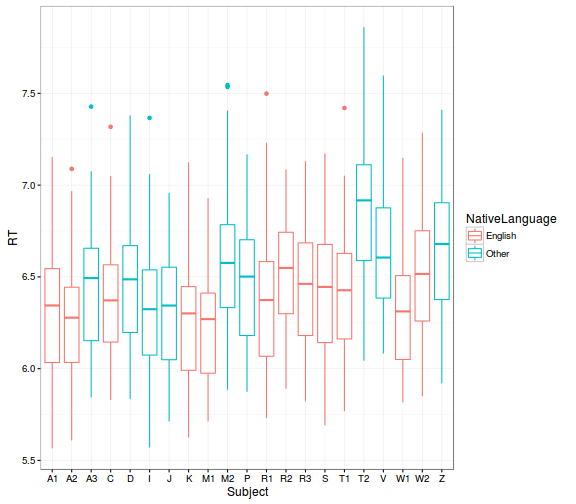 7.5
7.0
6.5
6.0
5.5
RT
A1 A2 A3 C D I J K M1 M2 P R1 R2 R3 S T1 T2 V W1 W2 Z
Subject
NativeLanguage
English
Other